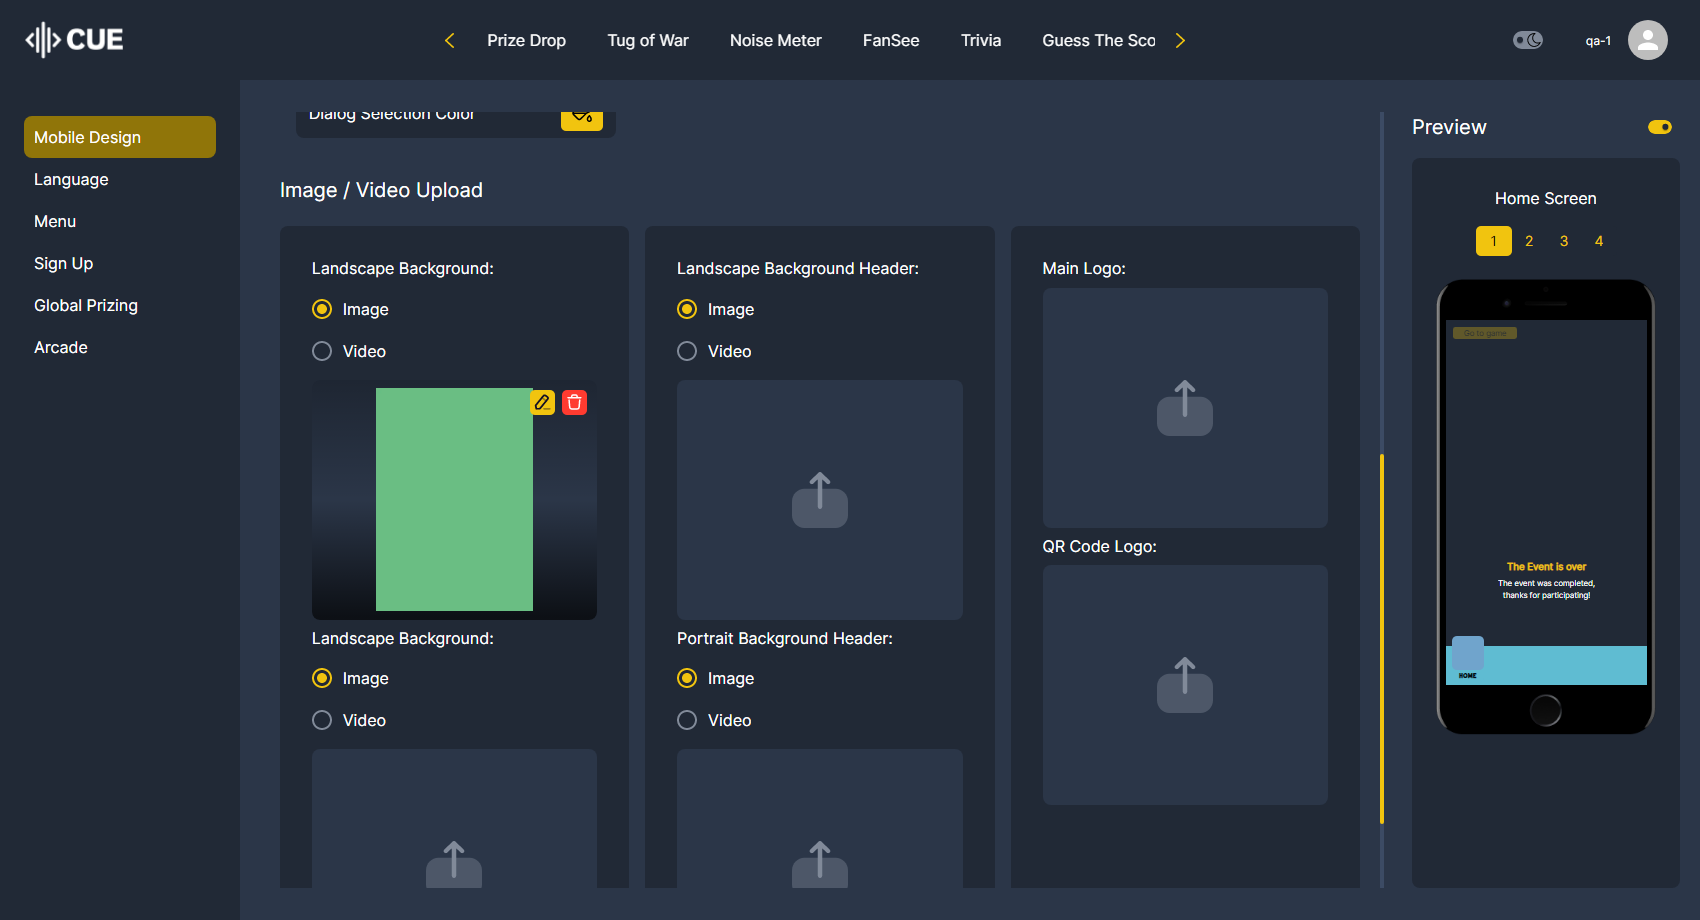 CUE
Prize Drop
Tug of War
Noise Meter
FanSee
Trivia
Guess The Sco
qa-1
Mobile Design
Language
Menu
Sign Up
Global Prizing
Arcade
Dialog Selection Color
Image / Video Upload
Landscape Background:
Image
Video
Landscape Background:
Image
Video
Landscape Background Header:
Image
Video
Portrait Background Header:
Image
Video
Main Logo:
QR Code Logo:
Preview
Home Screen
1 2 3 4
Go to game
The Event is over
The event was completed,
thanks for participating!
HOME